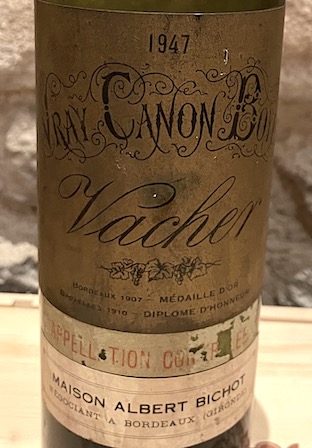 1947
VRAY CANON BOY
Vacher
BORDEAUX 1907 - MÉDAILLE D'OR
BRUXELLES 1910 - DIPLOME D'HONNEUR
APPELLATION CONTRÔLÉE
MAISON ALBERT BICHOT
NÉGOCIANT A BORDEAUX (GIRONDE)